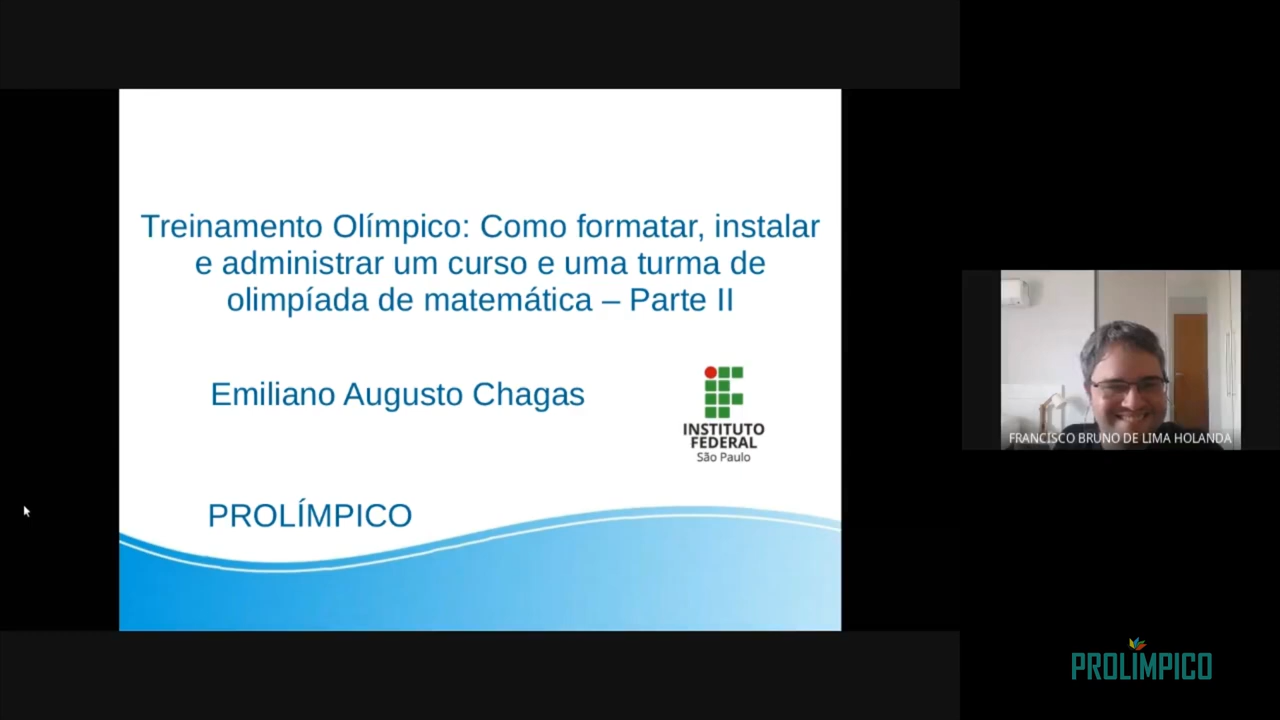 Treinamento Olímpico: Como formatar, instalar
e administrar um curso e uma turma de
olimpíada de matemática – Parte II
Emiliano Augusto Chagas
INSTITUTO
FEDERAL
São Paulo
PROLÍMPICO
FRANCISCO BRUNO DE LIMA HOLANDA
PROLIMPICO